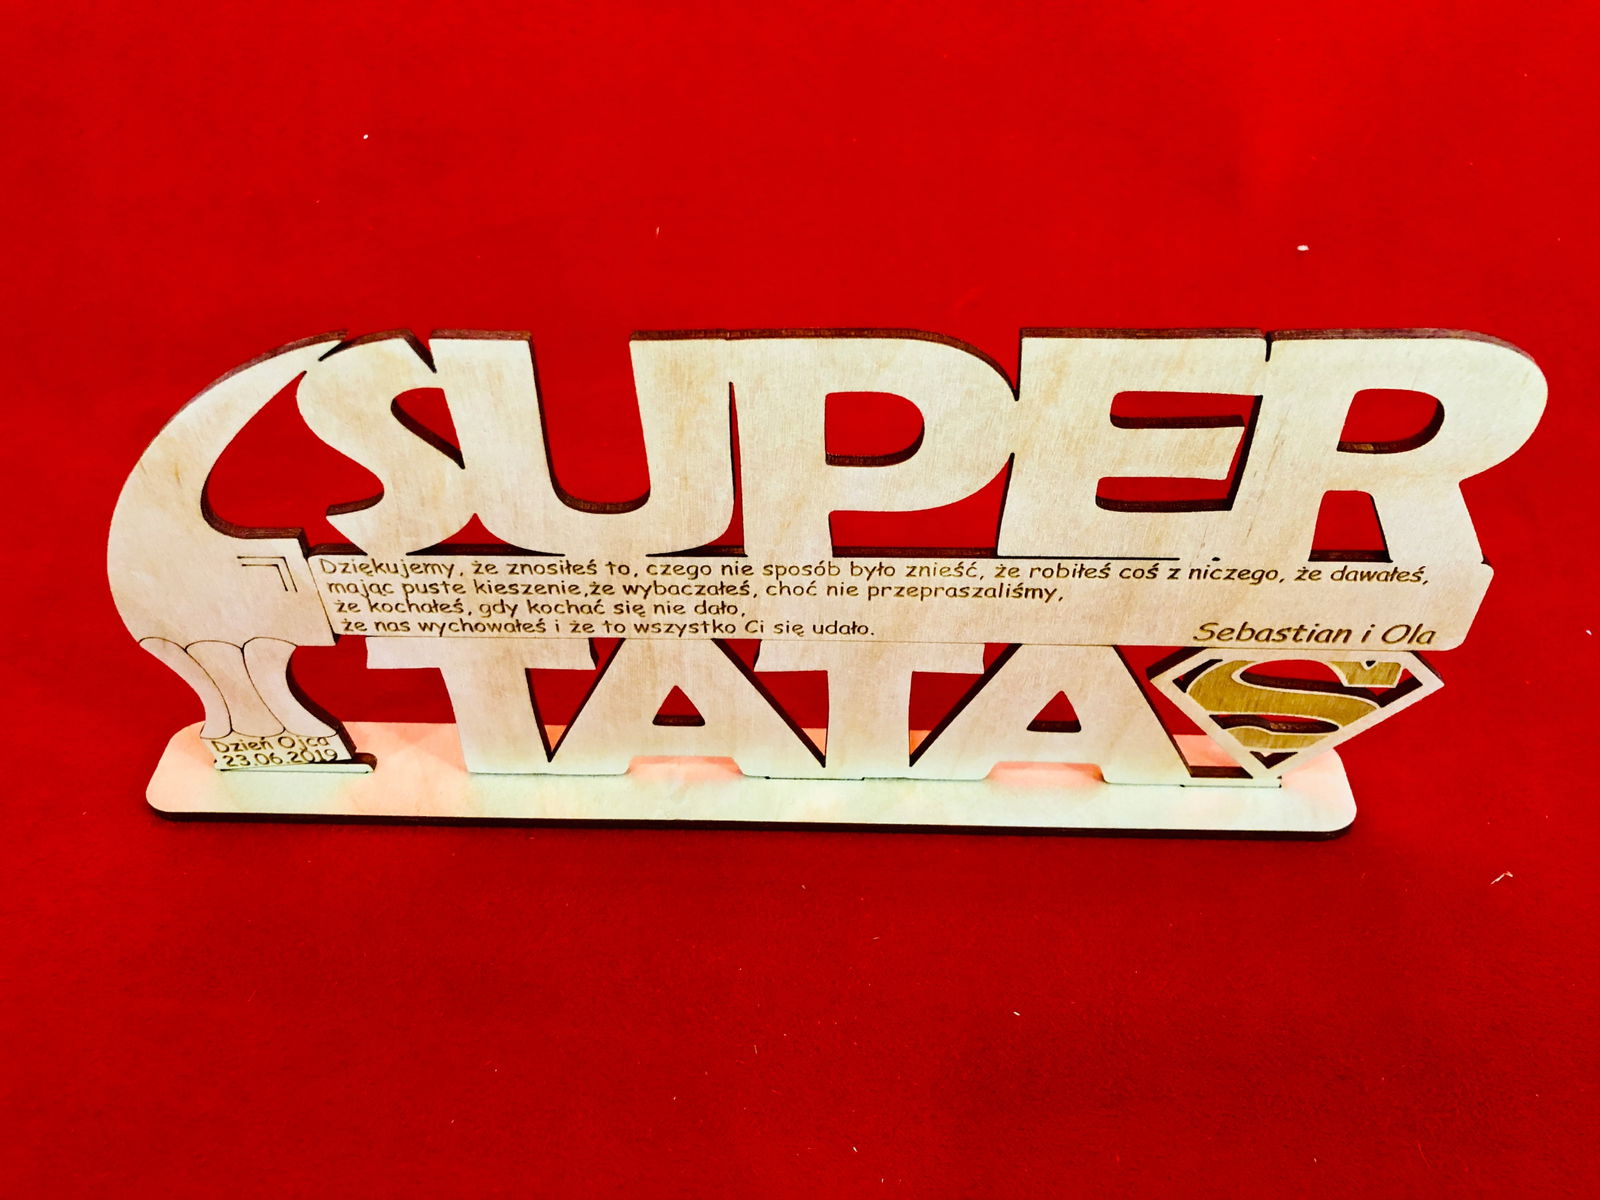 SUPER
Dziękujemy, że znosiłeś to, czego nie sposób było znieść, że robiłeś coś z niczego, że dawałeś,
mając puste kieszenie,że wybaczałeś, choć nie przepraszaliśmy,
że kochałeś, gdy kochać się nie dało,
że nas wychowałeś i że to wszystko Ci się udało.
Sebastian i Ola
TATA
S
Dzień Ojca
23.06.2019